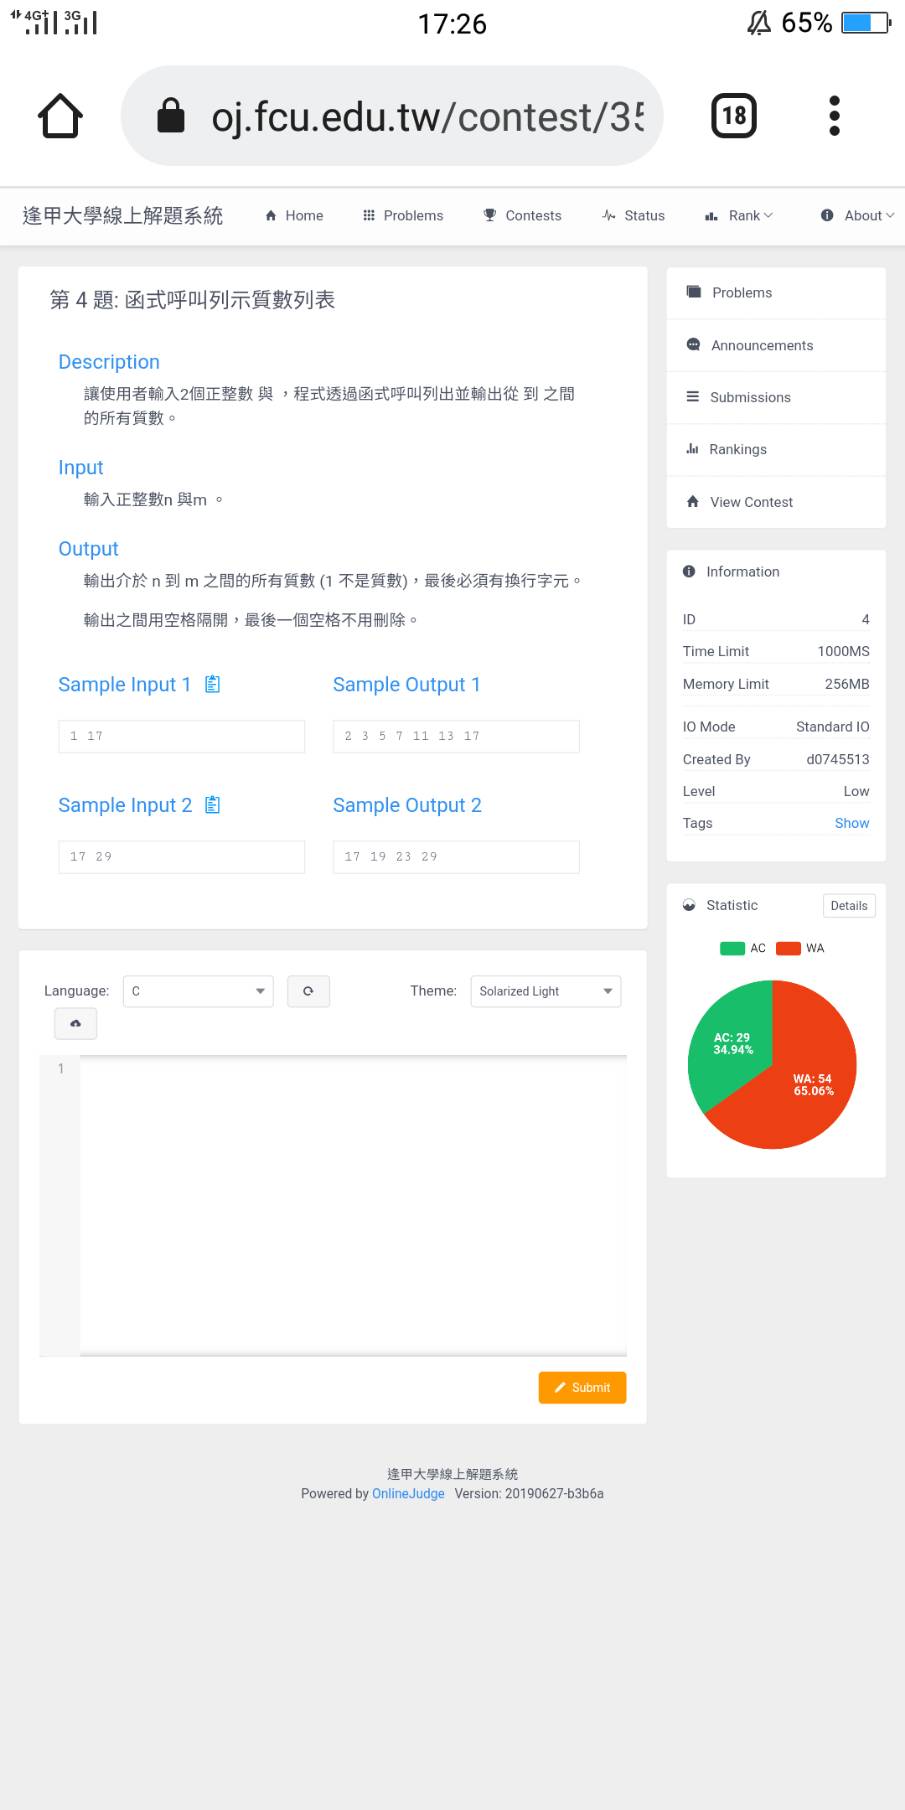 4G† 3G
17:26
65%
oj.fcu.edu.tw/contest/35
18
逢甲大學線上解題系統
Home
Problems
Contests
Status
Rank
About
第 4 題: 函式呼叫列示質數列表
Description
讓使用者輸入2個正整數 與 ，程式透過函式呼叫列出並輸出從 到 之間
的所有質數。
Input
輸入正整數n 與m 。
Output
輸出介於 n 到 m 之間的所有質數 (1 不是質數)，最後必須有換行字元。
輸出之間用空格隔開，最後一個空格不用刪除。
Sample Input 1
Sample Output 1
1 17
2 3 5 7 11 13 17
Sample Input 2
Sample Output 2
17 29
17 19 23 29
Language:
C
Theme:
Solarized Light
1
Submit
Problems
Announcements
Submissions
Rankings
View Contest
Information
ID 4
Time Limit 1000MS
Memory Limit 256MB
IO Mode Standard IO
Created By d0745513
Level Low
Tags Show
Statistic
Details
AC
WA
AC: 29
34.94%
WA: 54
65.06%
逢甲大學線上解題系統
Powered by OnlineJudge Version: 20190627-b3b6a